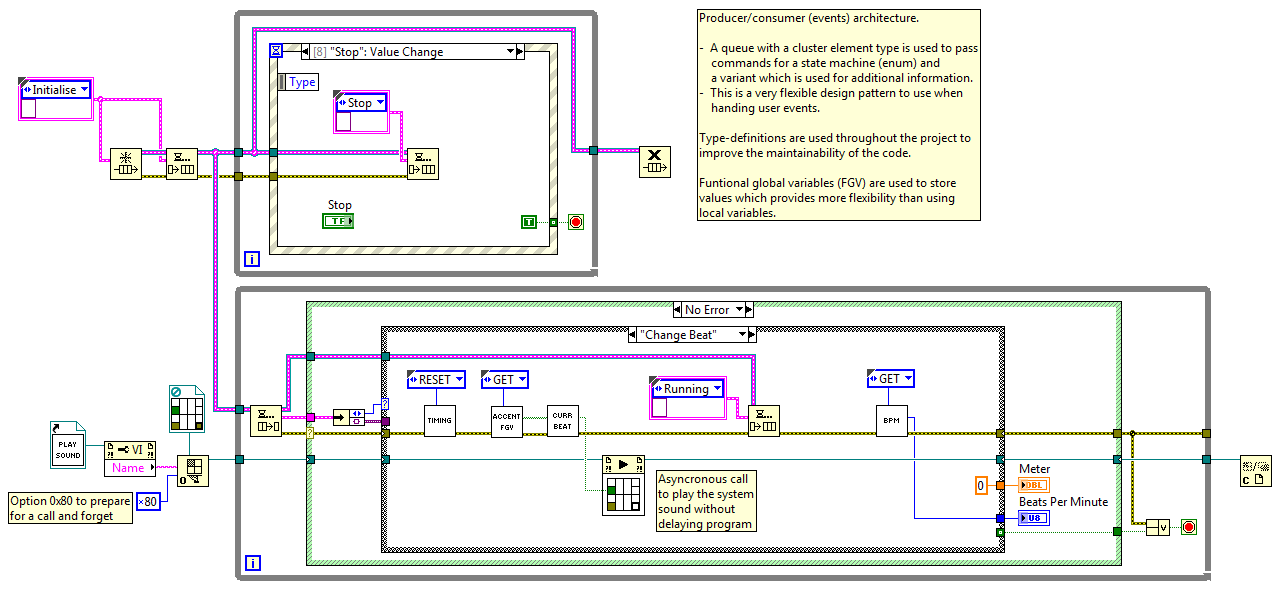 Producer/consumer (events) architecture.
- A queue with a cluster element type is used to pass
commands for a state machine (enum) and
a variant which is used for additional information.
- This is a very flexible design pattern to use when
handing user events.
Type-definitions are used throughout the project to
improve the maintainability of the code.
Funtional global variables (FGV) are used to store
values which provides more flexibility than using
local variables.
[8] "Stop": Value Change
Type
Initialise
Stop
Stop
TF
T
i
No Error
"Change Beat"
RESET
GET
Running
GET
TIMING
ACCENT
FGV
CURR
BEAT
BPM
PLAY
SOUND
VI
Name
Option 0x80 to prepare
for a call and forget
×80
Asyncronous call
to play the system
sound without
delaying program
0
Meter
DBL
Beats Per Minute
U8
V
C
i